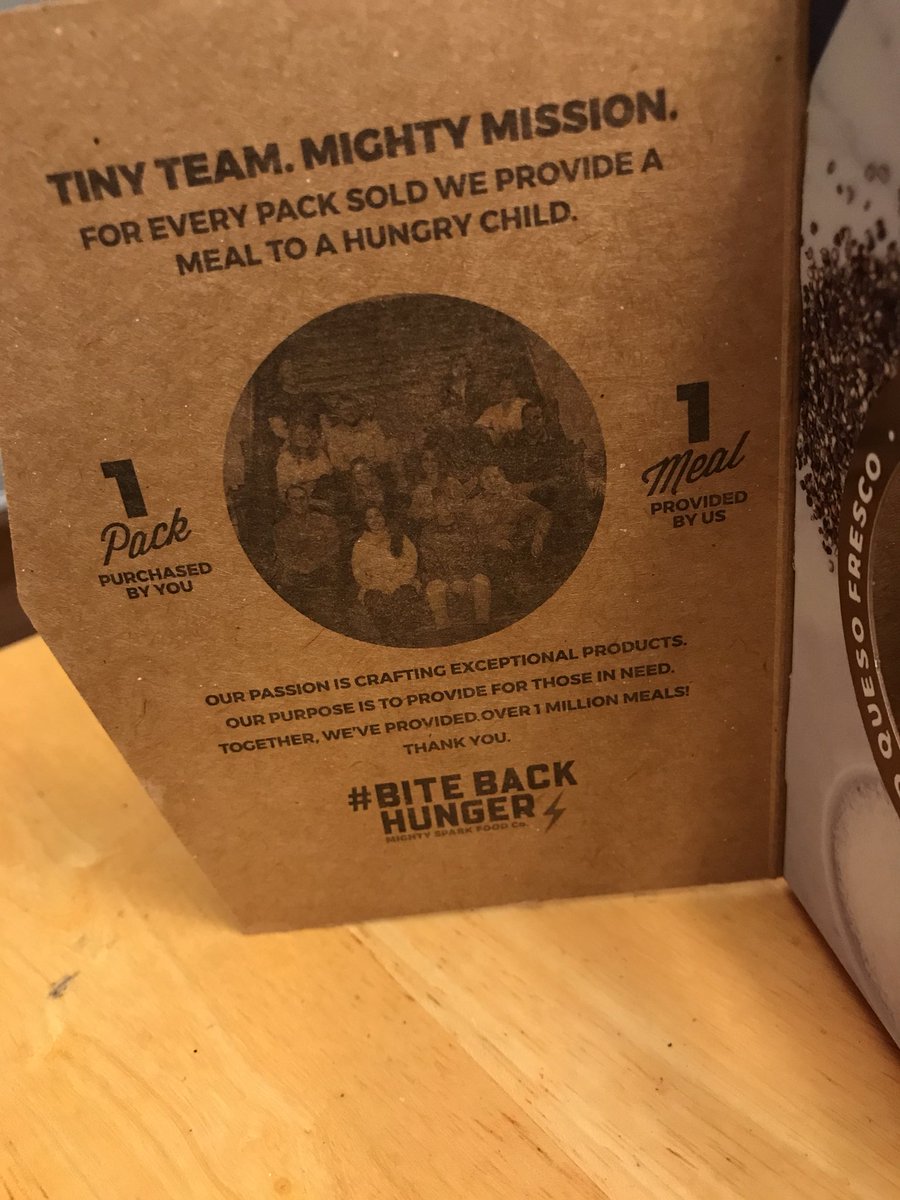 TINY TEAM. MIGHTY MISSION.
FOR EVERY PACK SOLD WE PROVIDE A
MEAL TO A HUNGRY CHILD.
1
Pack
PURCHASED
BY YOU
1
Meal
PROVIDED
BY US
OUR PASSION IS CRAFTING EXCEPTIONAL PRODUCTS.
OUR PURPOSE IS TO PROVIDE FOR THOSE IN NEED.
TOGETHER, WE'VE PROVIDED OVER 1 MILLION MEALS!
THANK YOU.
#BITE BACK
HUNGER
MIGHTY SPARK FOOD Co.
QUESO FRESCO